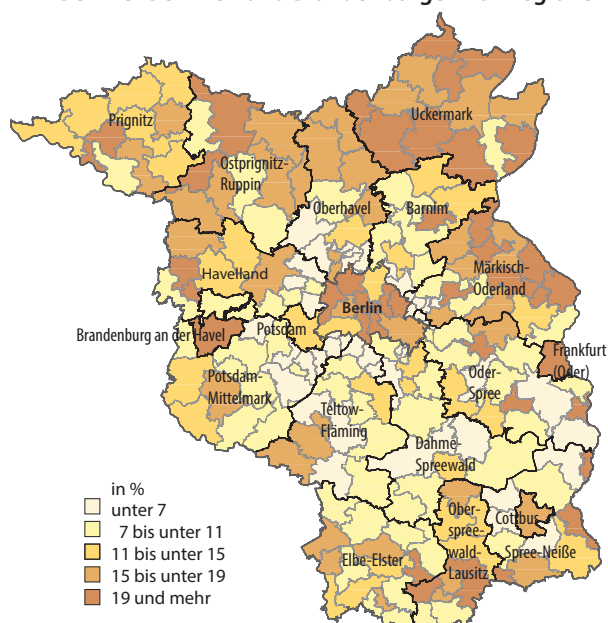 Prignitz
Uckermark
Ostprignitz-
Ruppin
Oberhavel
Barnim
Havelland
Märkisch-
Oderland
Berlin
Brandenburg an der Havel
Potsdam
Frankfurt
(Oder)
Potsdam-
Mittelmark
Oder-
Spree
Teltow-
Fläming
Dahme-
Spreewald
in %
unter 7
7 bis unter 11
11 bis unter 15
15 bis unter 19
19 und mehr
Ober-
spree-
wald-
Lausitz
Cottbus
Spree-Neiße
Elbe-Elster